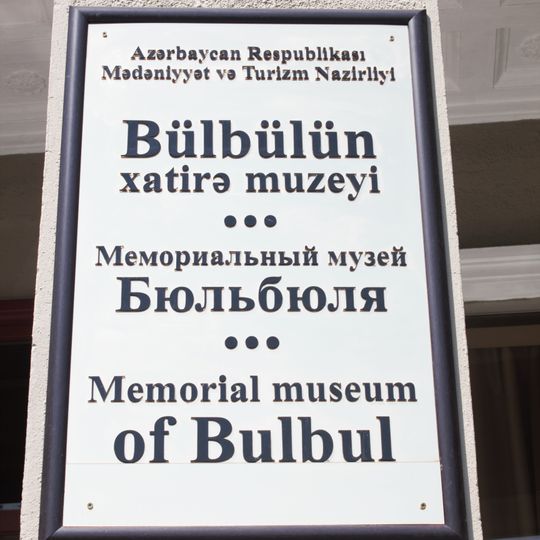 Azərbaycan Respublikası
Mədəniyyət və Turizm Nazirliyi
Bülbülün
xatirə muzeyi
•••
Мемориальный музей
Бюльбюля
•••
Memorial museum
of Bulbul